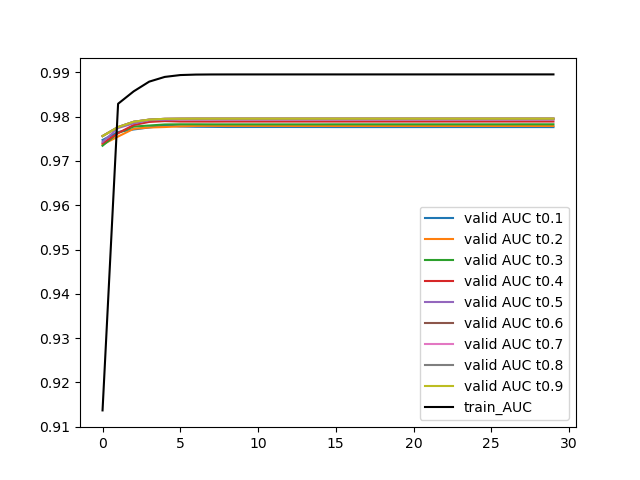 0.99
0.98
0.97
0.96
0.95
0.94
0.93
0.92
0.91
0
5
10
15
20
25
30
valid AUC t0.1
valid AUC t0.2
valid AUC t0.3
valid AUC t0.4
valid AUC t0.5
valid AUC t0.6
valid AUC t0.7
valid AUC t0.8
valid AUC t0.9
train_AUC